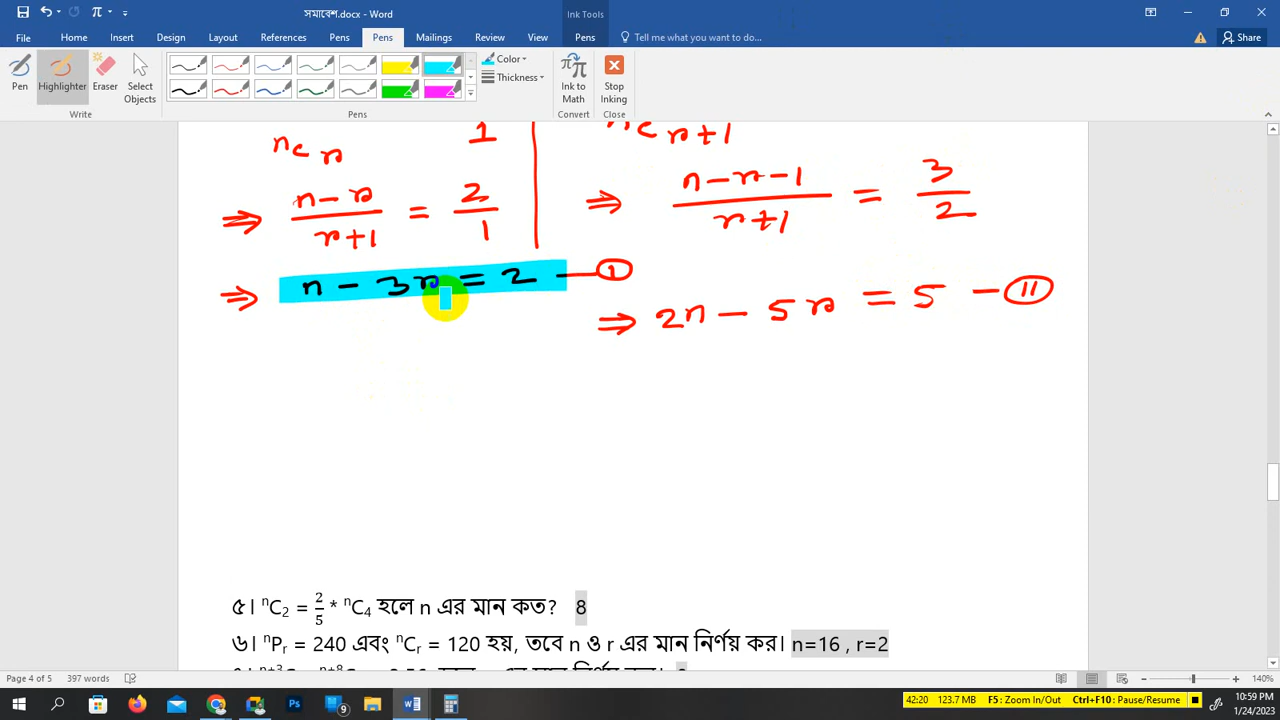 সমাবেশ.docx - Word
Ink Tools
File Home Insert Design Layout References Pens Mailings Review View Pens Tell me what you want to do... Share
Pen Highlighter Eraser Select Objects
Color
Thickness
Ink to Math
Stop Inking
Write Pens Convert Close
nCr 1 nCr+1
⇒ (n-r)/(r+1) = 2/1 ⇒ (n-r-1)/(r+1) = 3/2
⇒ n - 3r = 2 — ①
⇒ 2n - 5r = 5 — ⑪
৫। ⁿC₂ = 2/5 * ⁿC₄ হলে n এর মান কত? 8
৬। ⁿPᵣ = 240 এবং ⁿCᵣ = 120 হয়, তবে n ও r এর মান নির্ণয় কর। n=16 , r=2
Page 4 of 5 397 words 140%
42:20 123.7 MB F5: Zoom In/Out Ctrl+F10: Pause/Resume
10:59 PM
1/24/2023